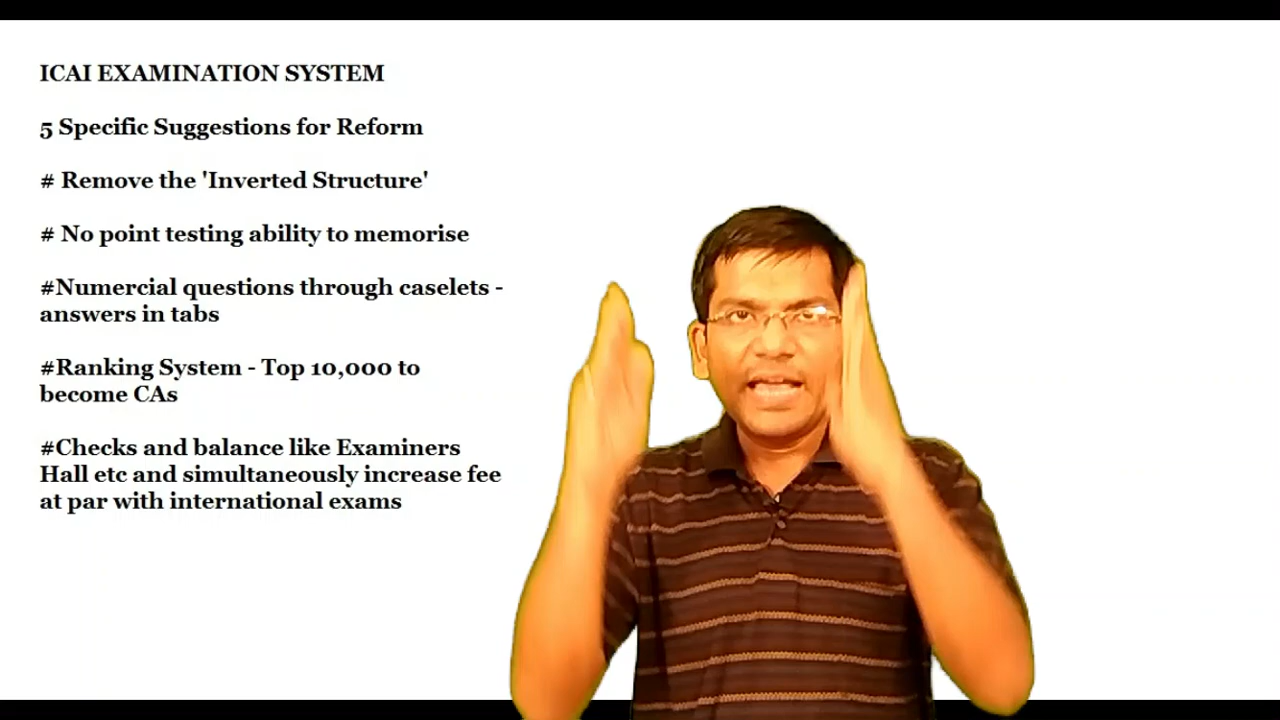 ICAI EXAMINATION SYSTEM
5 Specific Suggestions for Reform
# Remove the 'Inverted Structure'
# No point testing ability to memorise
#Numercial questions through caselets -
answers in tabs
#Ranking System - Top 10,000 to
become CAs
#Checks and balance like Examiners
Hall etc and simultaneously increase fee
at par with international exams